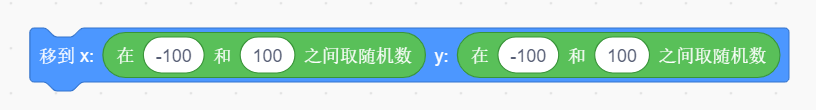 移到 x: 在 -100 和 100 之间取随机数 y: 在 -100 和 100 之间取随机数